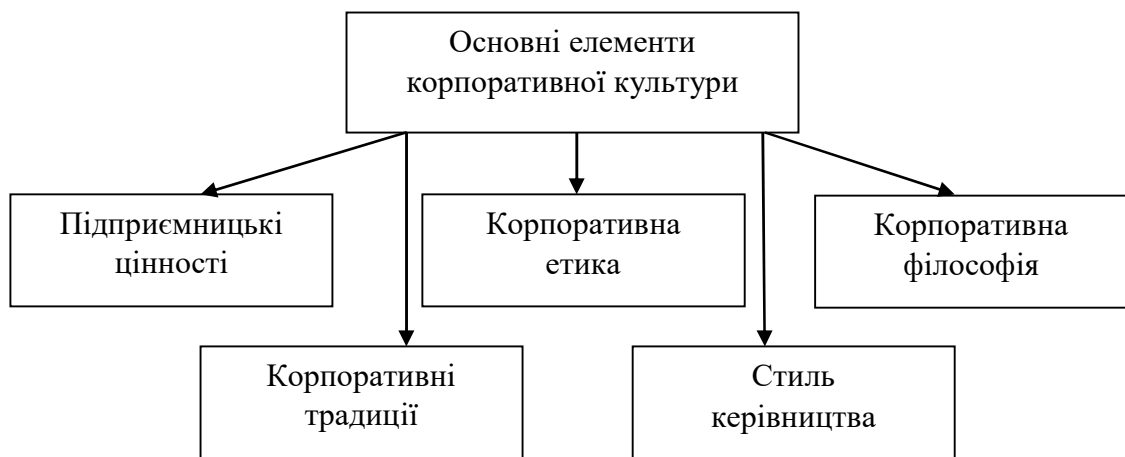 Основні елементи
корпоративної культури
Підприємницькі
цінності
Корпоративна
етика
Корпоративна
філософія
Корпоративні
традиції
Стиль
керівництва